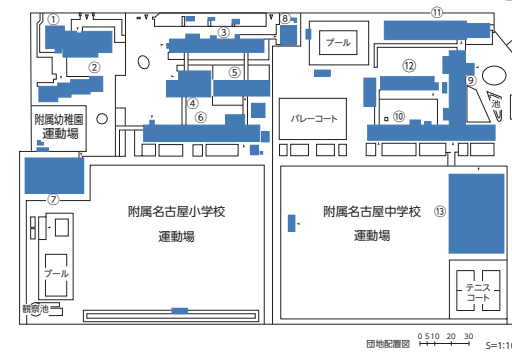 ①
②
③
④
⑤
⑥
⑦
⑧
⑨
⑩
⑪
⑫
⑬
プール
池
附属幼稚園
運動場
バレーコート
附属名古屋小学校
運動場
附属名古屋中学校
運動場
プール
観察池
テニス
コート
団地配置図
0 5 10 20 30